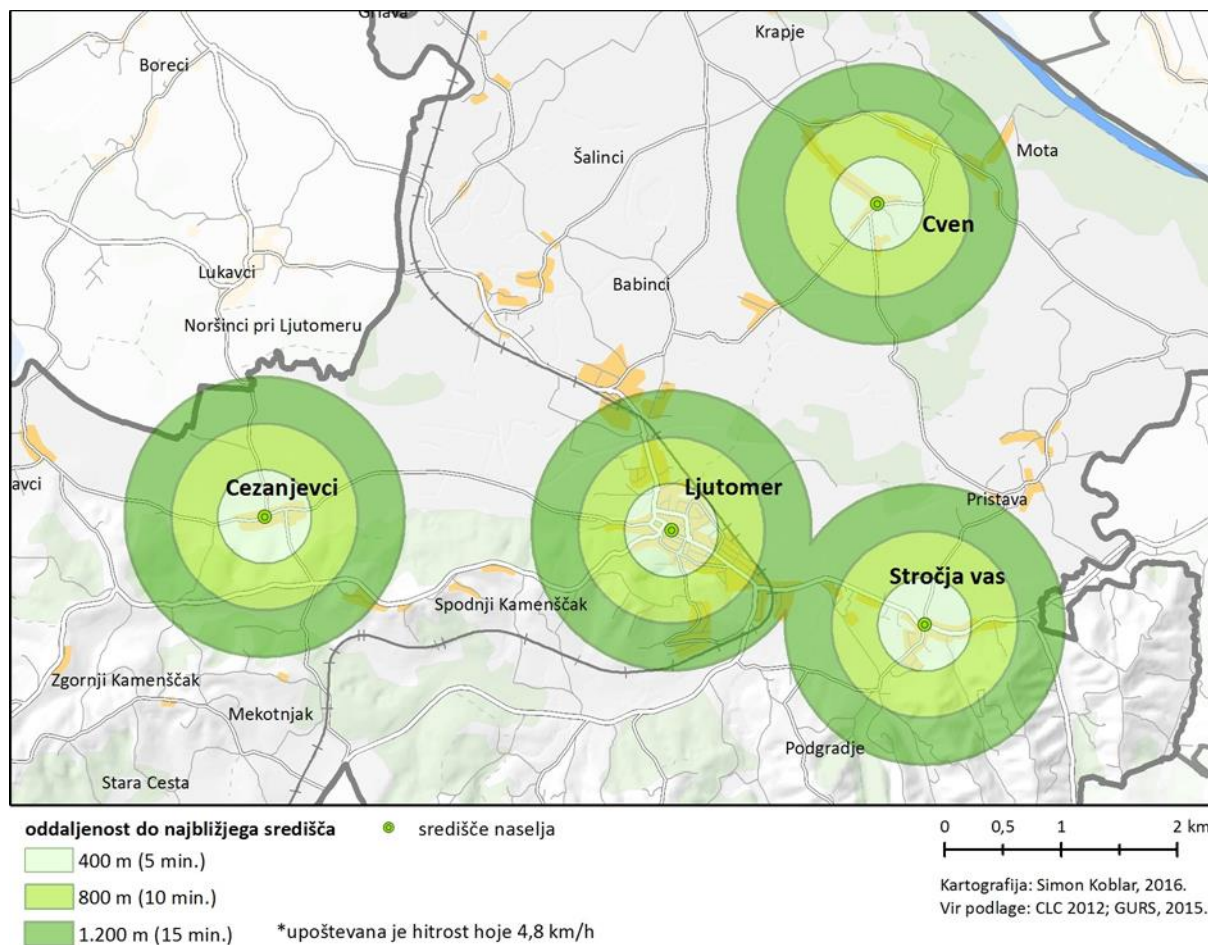 Grlava
Krapje
Boreci
Šalinci
Mota
Cven
Lukavci
Babinci
Noršinci pri Ljutomeru
Cezanjevci
Ljutomer
avci
Pristava
Stročja vas
Spodnji Kamenščak
Zgornji Kamenščak
Mekotnjak
Podgradje
Stara Cesta
oddaljenost do najbližjega središča
središče naselja
400 m (5 min.)
800 m (10 min.)
1.200 m (15 min.)
*upoštevana je hitrost hoje 4,8 km/h
0 0,5 1 2 km
Kartografija: Simon Koblar, 2016.
Vir podlage: CLC 2012; GURS, 2015.